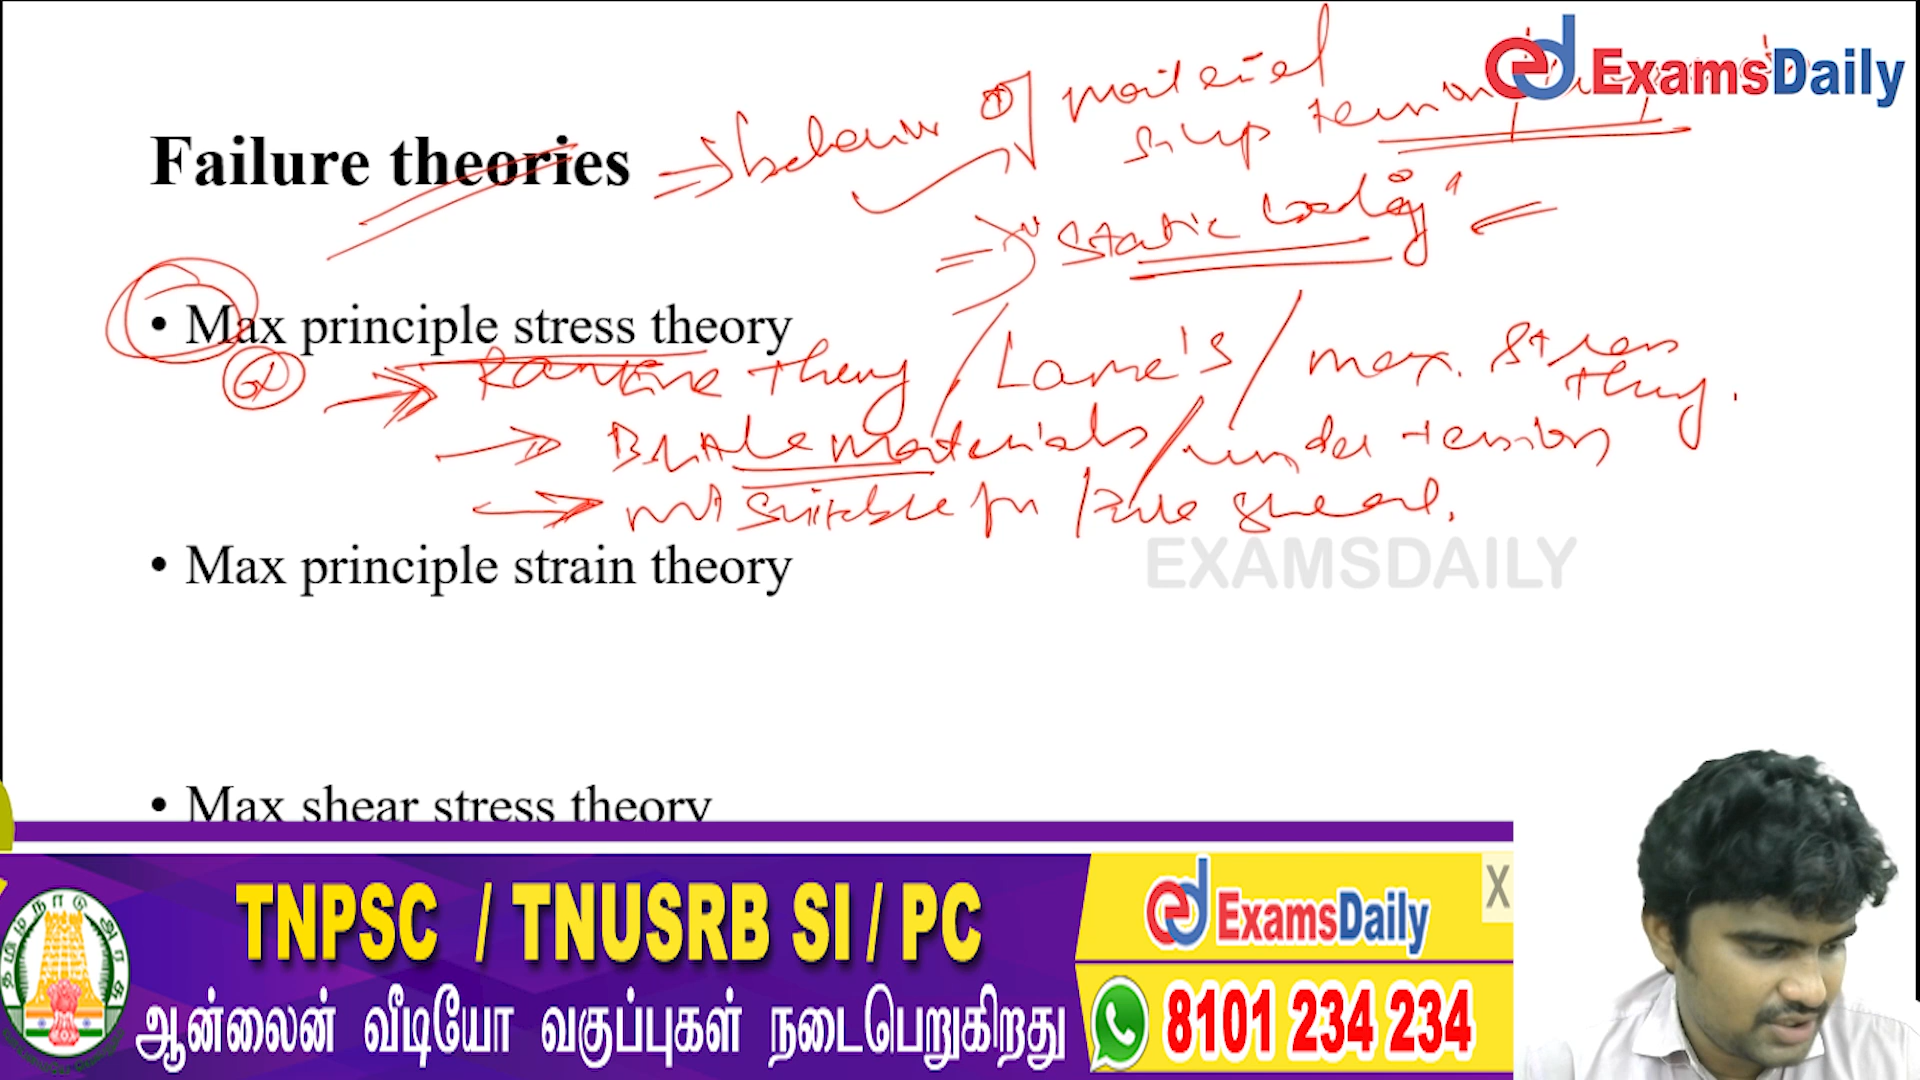 ExamsDaily
Failure theories
⇒ behaviour of material
simp tension
⇒ "static loading"
• Max principle stress theory
→ Rankine theory / Lame's / max. stress theory.
→ Brittle materials / under tension
→ not suitable for pure shear.
EXAMSDAILY
• Max principle strain theory
• Max shear stress theory
TNPSC / TNUSRB SI / PC
ExamsDaily
X
ஆன்லைன் வீடியோ வகுப்புகள் நடைபெறுகிறது
8101 234 234